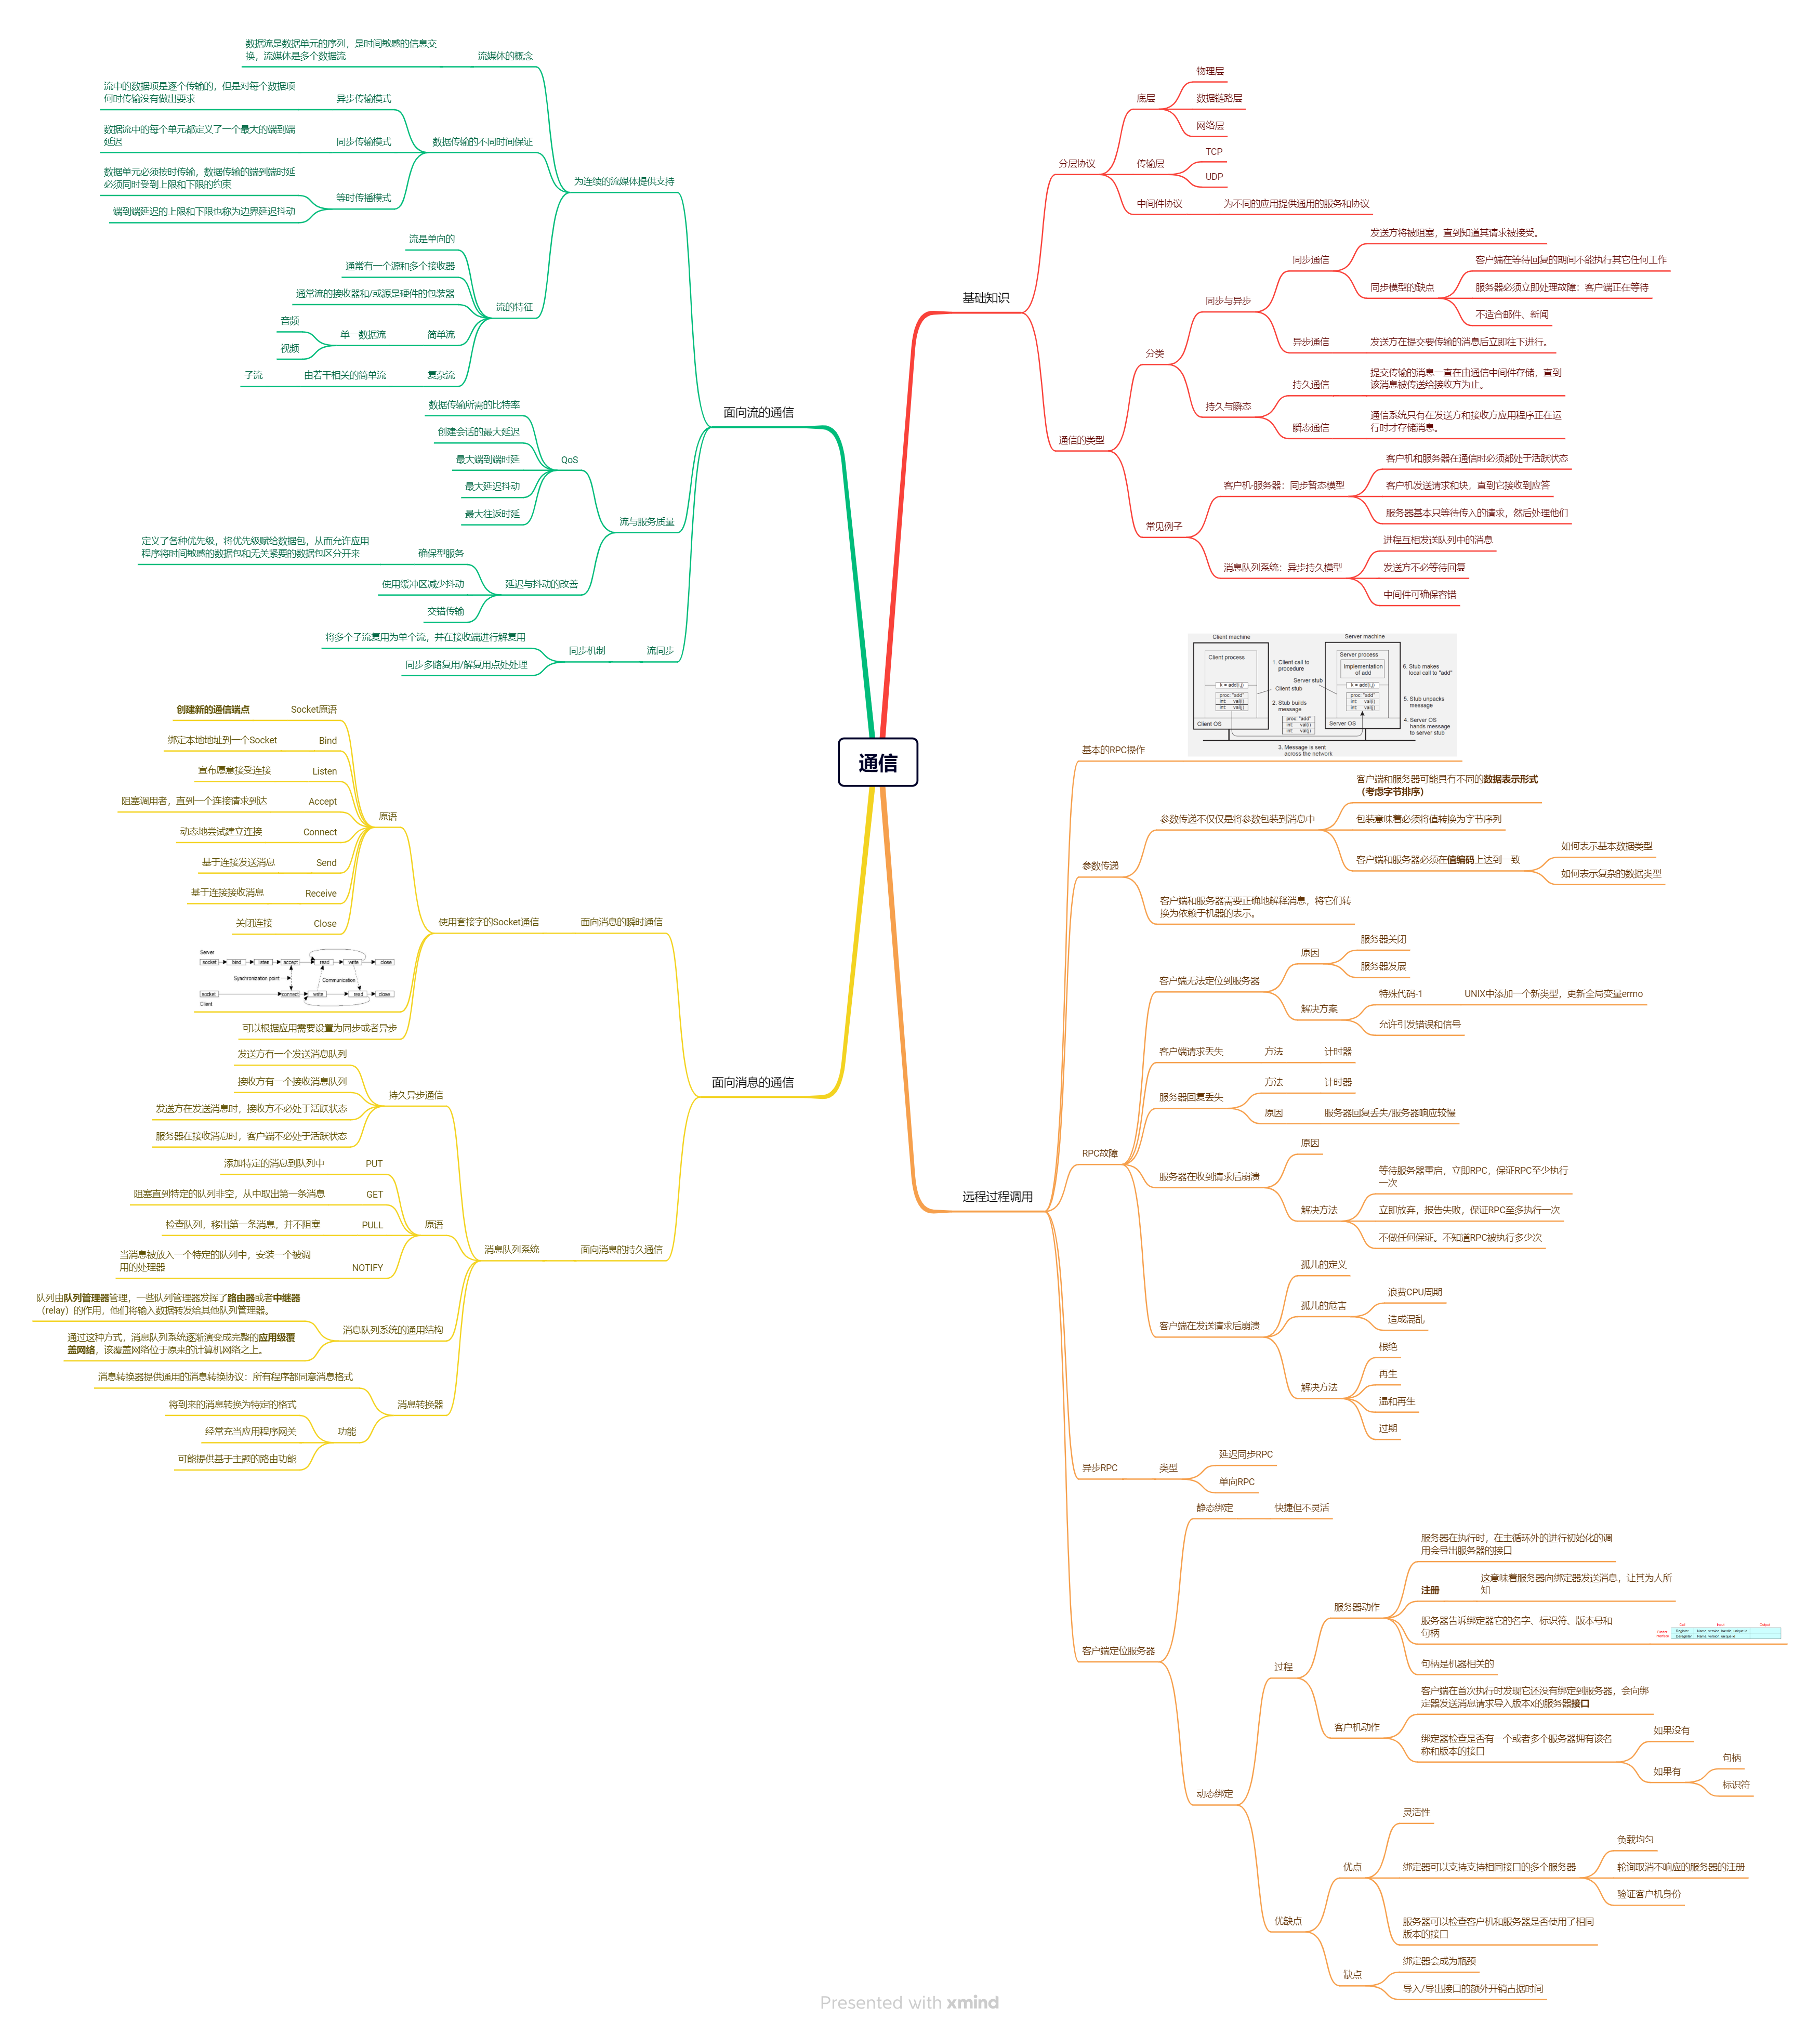 通信
基础知识
分层协议
底层
物理层
数据链路层
网络层
传输层
TCP
UDP
中间件协议
为不同的应用提供通用的服务和协议
通信的类型
分类
同步与异步
同步通信
发送方将被阻塞，直到知道其请求被接受。
同步模型的缺点
客户端在等待回复的期间不能执行其它任何工作
服务器必须立即处理故障：客户端正在等待
不适合邮件、新闻
异步通信
发送方在提交要传输的消息后立即往下进行。
持久与瞬态
持久通信
提交传输的消息一直在由通信中间件存储，直到
该消息被传送给接收方为止。
瞬态通信
通信系统只有在发送方和接收方应用程序正在运
行时才存储消息。
常见例子
客户机-服务器：同步暂态模型
客户机和服务器在通信时必须都处于活跃状态
客户机发送请求和块，直到它接收到应答
服务器基本只等待传入的请求，然后处理他们
消息队列系统：异步持久模型
进程互相发送队列中的消息
发送方不必等待回复
中间件可确保容错
远程过程调用
基本的RPC操作
Client machine
Server machine
Client process
Server process
1. Client call to
procedure
Implementation
of add
6. Stub makes
local call to "add"
Server stub
k = add(i,j)
k = add(i,j)
Client stub
proc: "add"
int: val(i)
int: val(j)
proc: "add"
int: val(i)
int: val(j)
5. Stub unpacks
message
2. Stub builds
message
proc: "add"
int: val(i)
int: val(j)
4. Server OS
hands message
to server stub
Client OS
Server OS
3. Message is sent
across the network
参数传递
参数传递不仅仅是将参数包装到消息中
客户端和服务器可能具有不同的数据表示形式
（考虑字节排序）
包装意味着必须将值转换为字节序列
客户端和服务器必须在值编码上达到一致
如何表示基本数据类型
如何表示复杂的数据类型
客户端和服务器需要正确地解释消息，将它们转
换为依赖于机器的表示。
RPC故障
客户端无法定位到服务器
原因
服务器关闭
服务器发展
解决方案
特殊代码-1
UNIX中添加一个新类型，更新全局变量errno
允许引发错误和信号
客户端请求丢失
方法
计时器
服务器回复丢失
方法
计时器
原因
服务器回复丢失/服务器响应较慢
服务器在收到请求后崩溃
原因
解决方法
等待服务器重启，立即RPC，保证RPC至少执行
一次
立即放弃，报告失败，保证RPC至多执行一次
不做任何保证。不知道RPC被执行多少次
客户端在发送请求后崩溃
孤儿的定义
孤儿的危害
浪费CPU周期
造成混乱
解决方法
根绝
再生
温和再生
过期
异步RPC
类型
延迟同步RPC
单向RPC
客户端定位服务器
静态绑定
快捷但不灵活
动态绑定
过程
服务器动作
服务器在执行时，在主循环外的进行初始化的调
用会导出服务器的接口
注册
这意味着服务器向绑定器发送消息，让其为人所
知
服务器告诉绑定器它的名字、标识符、版本号和
句柄
Call
Input
Output
Binder
interface
Register
Name, version, handle, unique id
Deregister
Name, version, unique id
句柄是机器相关的
客户机动作
客户端在首次执行时发现它还没有绑定到服务器，会向绑
定器发送消息请求导入版本x的服务器接口
绑定器检查是否有一个或者多个服务器拥有该名
称和版本的接口
如果没有
如果有
句柄
标识符
优缺点
优点
灵活性
绑定器可以支持支持相同接口的多个服务器
负载均匀
轮询取消不响应的服务器的注册
验证客户机身份
服务器可以检查客户机和服务器是否使用了相同
版本的接口
缺点
绑定器会成为瓶颈
导入/导出接口的额外开销占据时间
面向流的通信
为连续的流媒体提供支持
流媒体的概念
数据流是数据单元的序列，是时间敏感的信息交
换，流媒体是多个数据流
数据传输的不同时间保证
异步传输模式
流中的数据项是逐个传输的，但是对每个数据项
何时传输没有做出要求
同步传输模式
数据流中的每个单元都定义了一个最大的端到端
延迟
等时传播模式
数据单元必须按时传输，数据传输的端到端时延
必须同时受到上限和下限的约束
端到端延迟的上限和下限也称为边界延迟抖动
流的特征
流是单向的
通常有一个源和多个接收器
通常流的接收器和/或源是硬件的包装器
简单流
单一数据流
音频
视频
复杂流
由若干相关的简单流
子流
流与服务质量
QoS
数据传输所需的比特率
创建会话的最大延迟
最大端到端时延
最大延迟抖动
最大往返时延
延迟与抖动的改善
确保型服务
定义了各种优先级，将优先级赋给数据包，从而允许应用
程序将时间敏感的数据包和无关紧要的数据包区分开来
使用缓冲区减少抖动
交错传输
流同步
同步机制
将多个子流复用为单个流，并在接收端进行解复用
同步多路复用/解复用点处处理
面向消息的通信
面向消息的瞬时通信
使用套接字的Socket通信
原语
Socket原语
创建新的通信端点
Bind
绑定本地地址到一个Socket
Listen
宣布愿意接受连接
Accept
阻塞调用者，直到一个连接请求到达
Connect
动态地尝试建立连接
Send
基于连接发送消息
Receive
基于连接接收消息
Close
关闭连接
Server
socket
bind
listen
accept
read
write
close
Synchronization point
Communication
socket
connect
write
read
close
Client
可以根据应用需要设置为同步或者异步
面向消息的持久通信
消息队列系统
持久异步通信
发送方有一个发送消息队列
接收方有一个接收消息队列
发送方在发送消息时，接收方不必处于活跃状态
服务器在接收消息时，客户端不必处于活跃状态
原语
PUT
添加特定的消息到队列中
GET
阻塞直到特定的队列非空，从中取出第一条消息
PULL
检查队列，移出第一条消息，并不阻塞
NOTIFY
当消息被放入一个特定的队列中，安装一个被调
用的处理器
消息队列系统的通用结构
队列由队列管理器管理，一些队列管理器发挥了路由器或者中继器
（relay）的作用，他们将输入数据转发给其他队列管理器。
通过这种方式，消息队列系统逐渐演变成完整的应用级覆
盖网络，该覆盖网络位于原来的计算机网络之上。
消息转换器
消息转换器提供通用的消息转换协议：所有程序都同意消息格式
功能
将到来的消息转换为特定的格式
经常充当应用程序网关
可能提供基于主题的路由功能
Presented with xmind